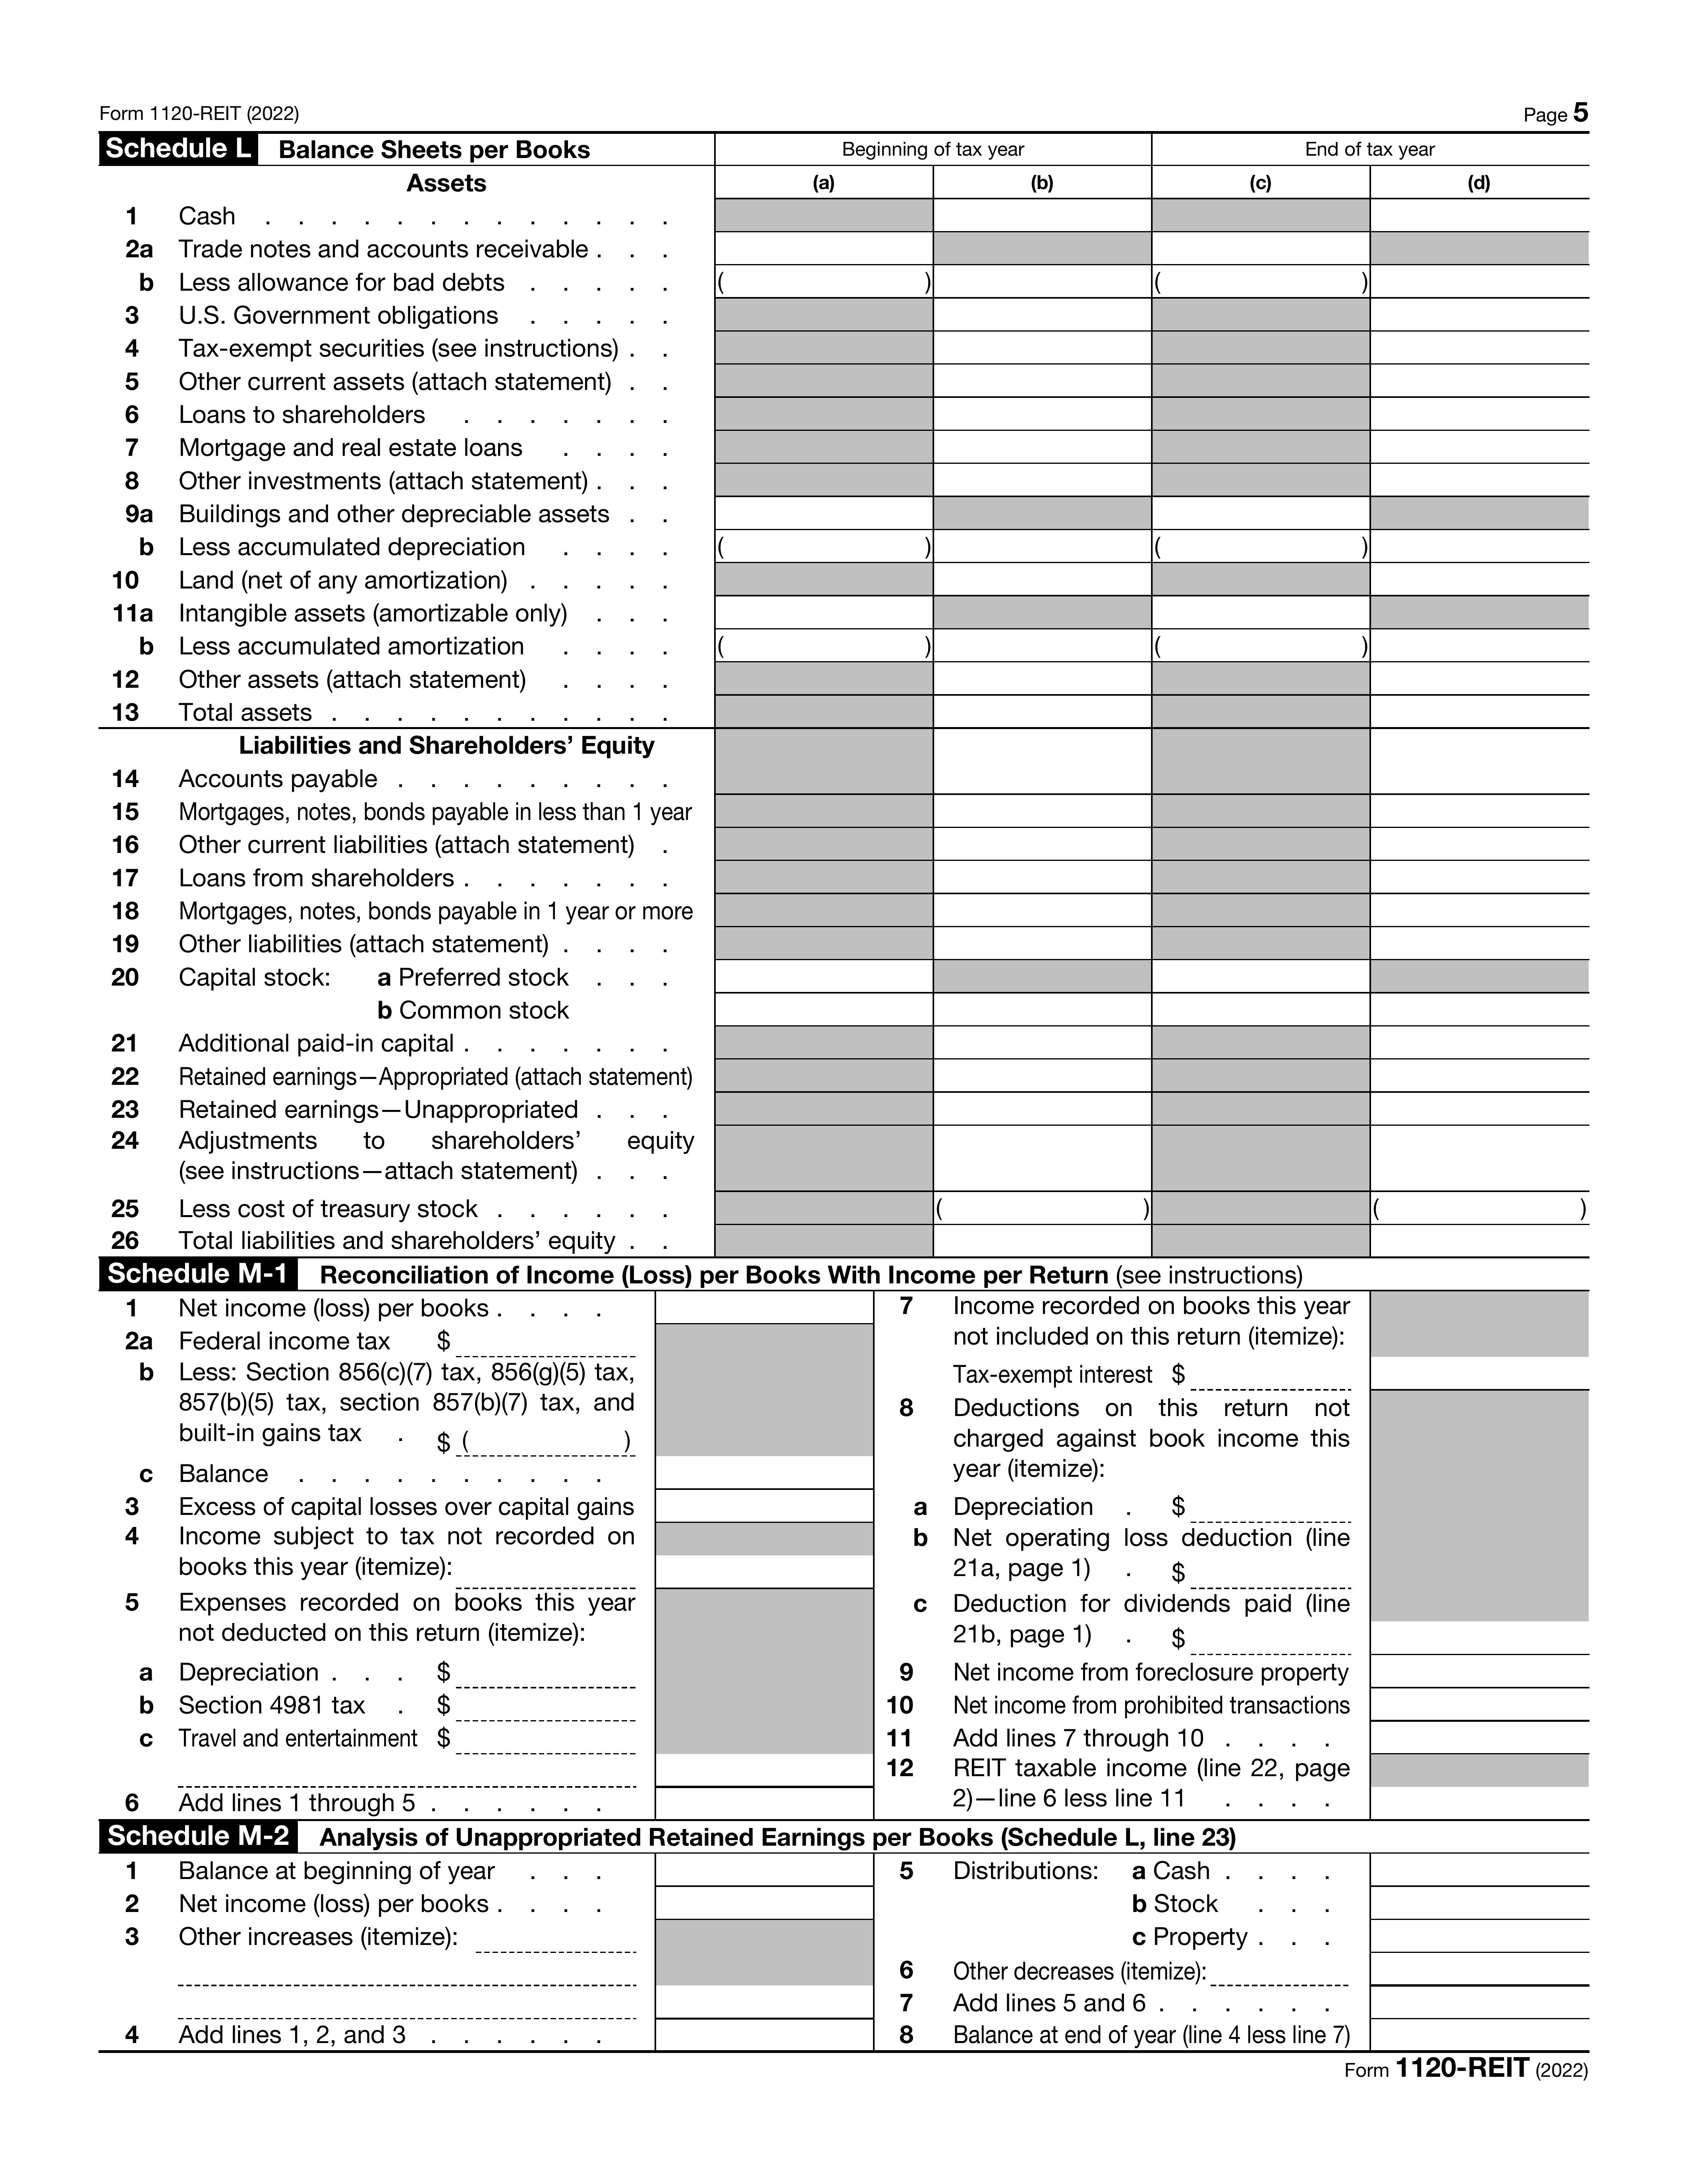 Form 1120-REIT (2022) Page 5
Schedule L Balance Sheets per Books Beginning of tax year End of tax year
Assets (a) (b) (c) (d)
1 Cash . . . . . . . . . . . . .
2a Trade notes and accounts receivable . . .
b Less allowance for bad debts . . . . . ( ) ( )
3 U.S. Government obligations . . . . .
4 Tax-exempt securities (see instructions) . .
5 Other current assets (attach statement) . .
6 Loans to shareholders . . . . . . .
7 Mortgage and real estate loans . . . .
8 Other investments (attach statement) . . .
9a Buildings and other depreciable assets . .
b Less accumulated depreciation . . . . ( ) ( )
10 Land (net of any amortization) . . . . .
11a Intangible assets (amortizable only) . . .
b Less accumulated amortization . . . . ( ) ( )
12 Other assets (attach statement) . . . .
13 Total assets . . . . . . . . . . .
Liabilities and Shareholders’ Equity
14 Accounts payable . . . . . . . . .
15 Mortgages, notes, bonds payable in less than 1 year
16 Other current liabilities (attach statement) .
17 Loans from shareholders . . . . . . .
18 Mortgages, notes, bonds payable in 1 year or more
19 Other liabilities (attach statement) . . . .
20 Capital stock: a Preferred stock . . .
b Common stock
21 Additional paid-in capital . . . . . . .
22 Retained earnings—Appropriated (attach statement)
23 Retained earnings—Unappropriated . . .
24 Adjustments to shareholders’ equity
(see instructions—attach statement) . . .
25 Less cost of treasury stock . . . . . . ( ) ( )
26 Total liabilities and shareholders’ equity . .
Schedule M-1 Reconciliation of Income (Loss) per Books With Income per Return (see instructions)
1 Net income (loss) per books . . . .
2a Federal income tax $
b Less: Section 856(c)(7) tax, 856(g)(5) tax,
857(b)(5) tax, section 857(b)(7) tax, and
built-in gains tax . $ ( )
c Balance . . . . . . . . . .
3 Excess of capital losses over capital gains
4 Income subject to tax not recorded on
books this year (itemize):
5 Expenses recorded on books this year
not deducted on this return (itemize):
a Depreciation . . . $
b Section 4981 tax . $
c Travel and entertainment $
6 Add lines 1 through 5 . . . . . .
7 Income recorded on books this year
not included on this return (itemize):
Tax-exempt interest $
8 Deductions on this return not
charged against book income this
year (itemize):
a Depreciation . $
b Net operating loss deduction (line
21a, page 1) . $
c Deduction for dividends paid (line
21b, page 1) . $
9 Net income from foreclosure property
10 Net income from prohibited transactions
11 Add lines 7 through 10 . . . .
12 REIT taxable income (line 22, page
2)—line 6 less line 11 . . . .
Schedule M-2 Analysis of Unappropriated Retained Earnings per Books (Schedule L, line 23)
1 Balance at beginning of year . . .
2 Net income (loss) per books . . . .
3 Other increases (itemize):
4 Add lines 1, 2, and 3 . . . . . .
5 Distributions: a Cash . . . .
b Stock . . .
c Property . . .
6 Other decreases (itemize):
7 Add lines 5 and 6 . . . . . .
8 Balance at end of year (line 4 less line 7)
Form 1120-REIT (2022)